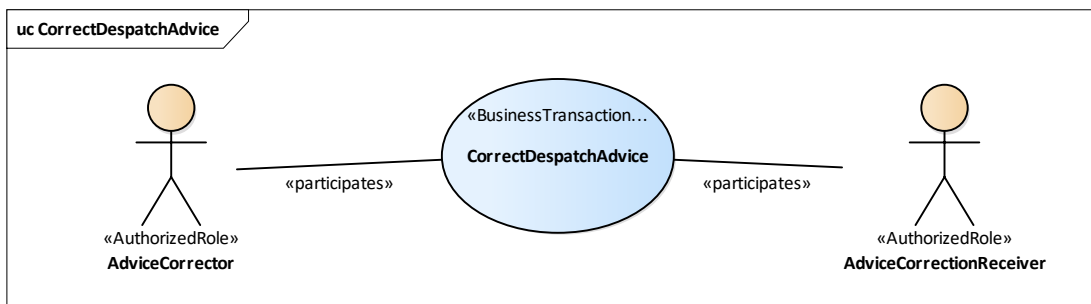 uc CorrectDespatchAdvice
«BusinessTransaction...
CorrectDespatchAdvice
«participates»
«participates»
«AuthorizedRole»
AdviceCorrector
«AuthorizedRole»
AdviceCorrectionReceiver